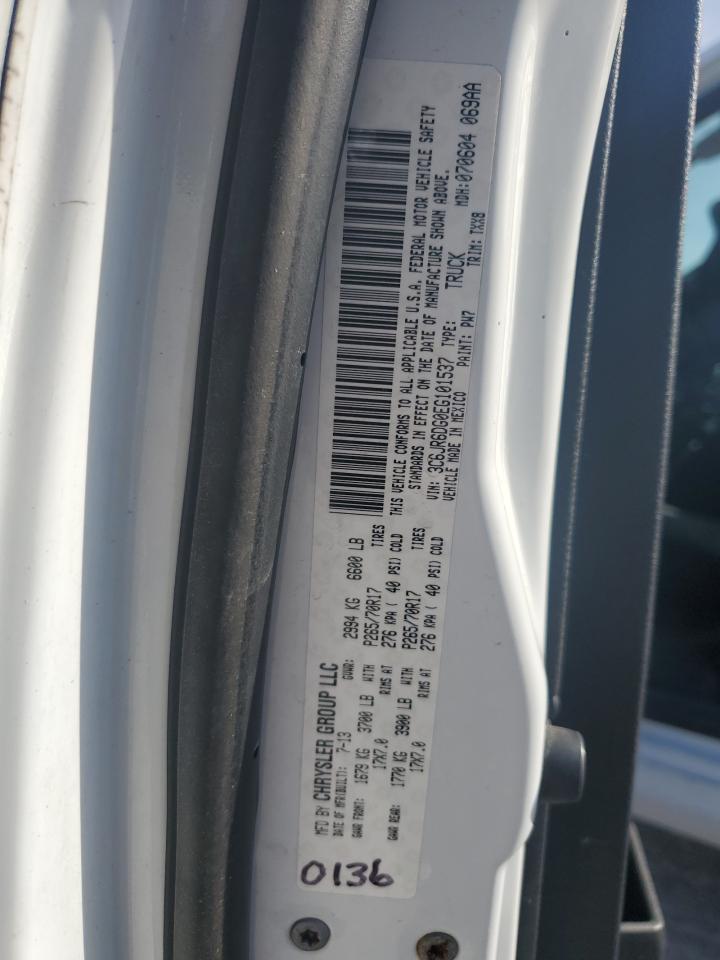 MFD BY CHRYSLER GROUP LLC
DATE OF MFR(BUILT): 7-13 GVWR: 2994 KG 6600 LB
GAWR FRONT: 1679 KG 3700 LB WITH P265/70R17 TIRES
17X7.0 RIMS AT 276 KPA( 40 PSI) COLD
GAWR REAR: 1770 KG 3900 LB WITH P265/70R17 TIRES
17X7.0 RIMS AT 276 KPA( 40 PSI) COLD
THIS VEHICLE CONFORMS TO ALL APPLICABLE U.S.A. FEDERAL MOTOR VEHICLE SAFETY
STANDARDS IN EFFECT ON THE DATE OF MANUFACTURE SHOWN ABOVE.
VIN: 3C6JR6DG0EG101537 TYPE: TRUCK MDH:070604 069AA
VEHICLE MADE IN MEXICO PAINT: PW7 TRIM: TXX8
0136